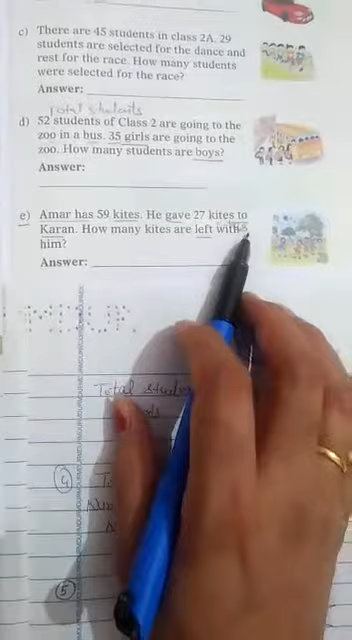 c) There are 45 students in class 2A. 29
students are selected for the dance and
rest for the race. How many students
were selected for the race?
Answer:
Total students
d) 52 students of Class 2 are going to the
zoo in a bus. 35 girls are going to the
zoo. How many students are boys?
Answer:
e) Amar has 59 kites. He gave 27 kites to
Karan. How many kites are left with
him?
Answer:
Total
4
5